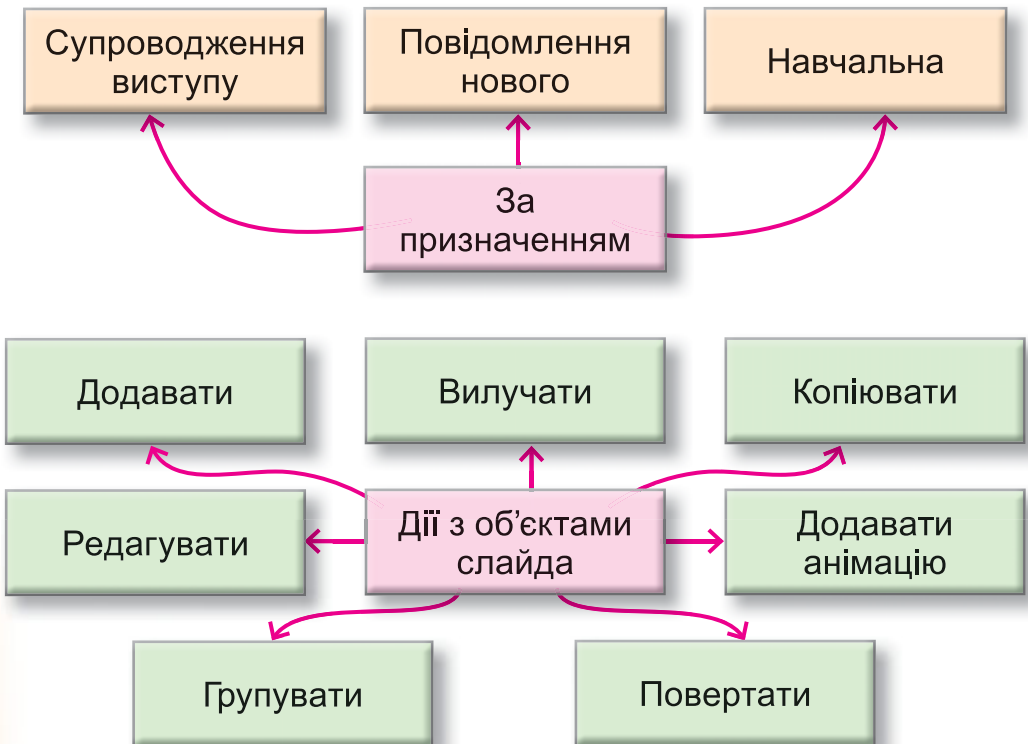 Супроводження
виступу
Повідомлення
нового
Навчальна
За
призначенням
Додавати
Вилучати
Копіювати
Редагувати
Дії з об’єктами
слайда
Додавати
анімацію
Групувати
Повертати